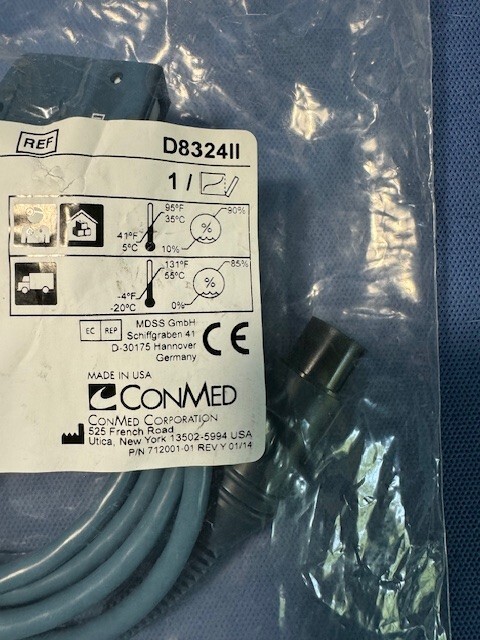 REF D8324II
1 /
95°F
35°C
41°F
5°C
90%
%
10%
131°F
55°C
-4°F
-20°C
85%
%
0%
EC REP
MDSS GmbH
Schiffgraben 41
D-30175 Hannover
Germany
CE
MADE IN USA
CONMED
CONMED CORPORATION
525 French Road
Utica, New York 13502-5994 USA
P/N 712001-01 REV Y 01/14